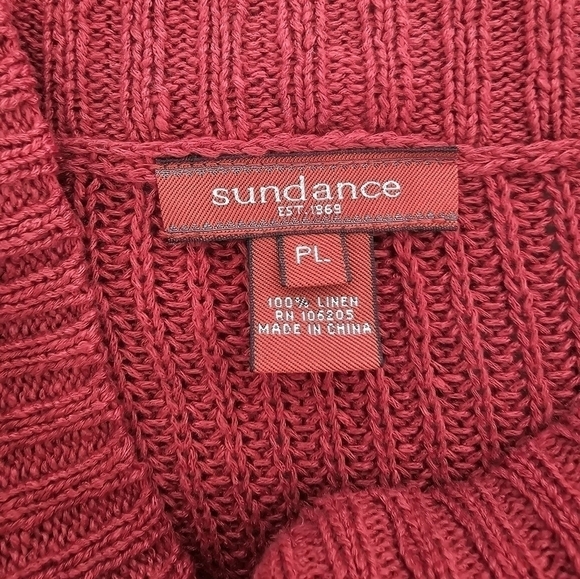 sundance
EST. 1969
PL
100% LINEN
RN 106205
MADE IN CHINA